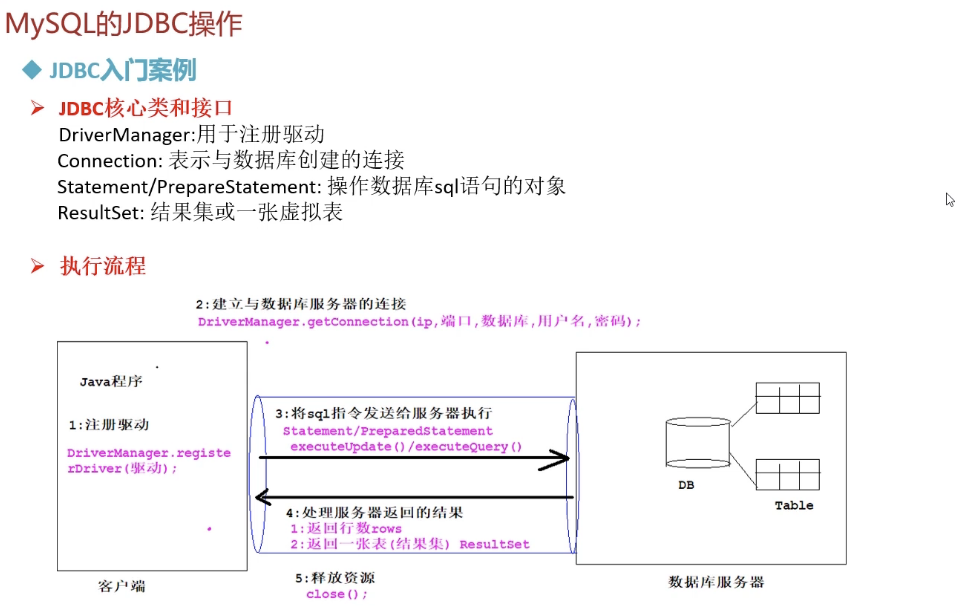 MySQL的JDBC操作
JDBC入门案例
JDBC核心类和接口
DriverManager:用于注册驱动
Connection: 表示与数据库创建的连接
Statement/PrepareStatement: 操作数据库sql语句的对象
ResultSet: 结果集或一张虚拟表
执行流程
2:建立与数据库服务器的连接
DriverManager.getConnection(ip,端口,数据库,用户名,密码);
Java程序
1:注册驱动
DriverManager.registe
rDriver(驱动);
3:将sql指令发送给服务器执行
Statement/PreparedStatement
executeUpdate()/executeQuery()
4:处理服务器返回的结果
1:返回行数rows
2:返回一张表(结果集) ResultSet
DB
Table
5:释放资源
close();
客户端
数据库服务器